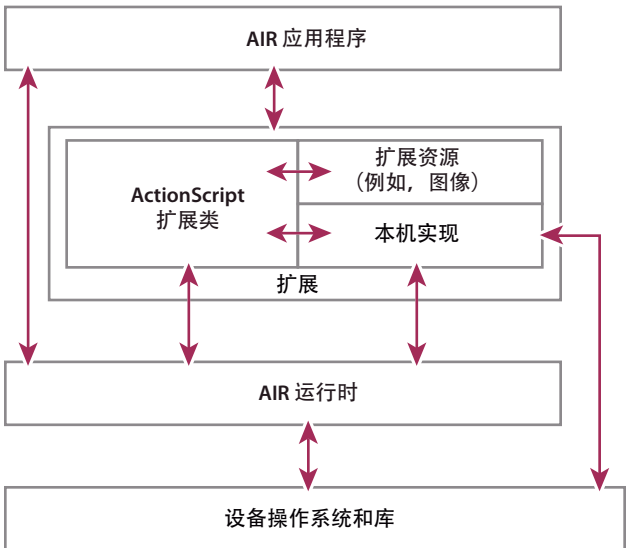 AIR 应用程序
ActionScript
扩展类
扩展资源
（例如，图像）
本机实现
扩展
AIR 运行时
设备操作系统和库